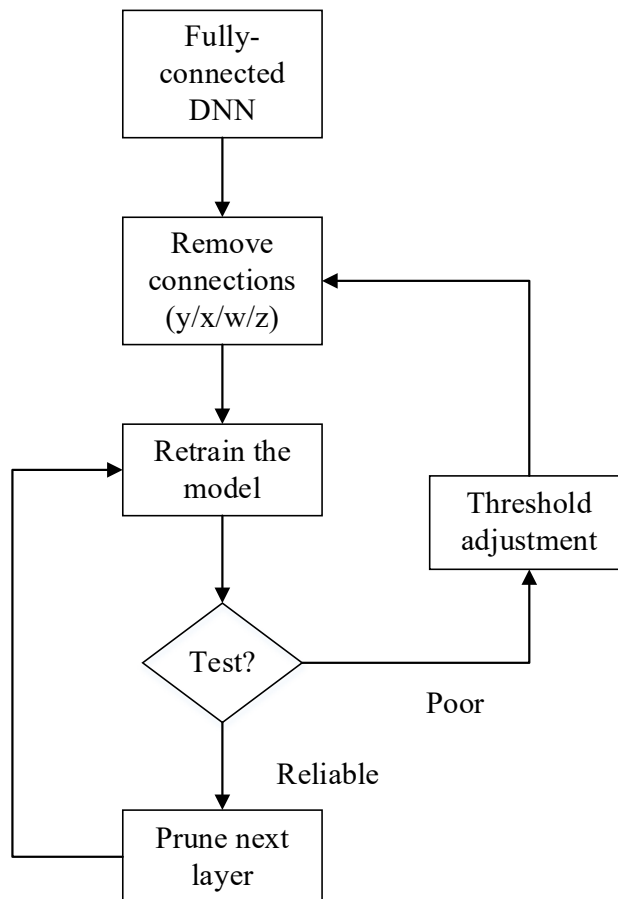 Fully-
connected
DNN
Remove
connections
(y/x/w/z)
Retrain the
model
Threshold
adjustment
Test?
Poor
Reliable
Prune next
layer